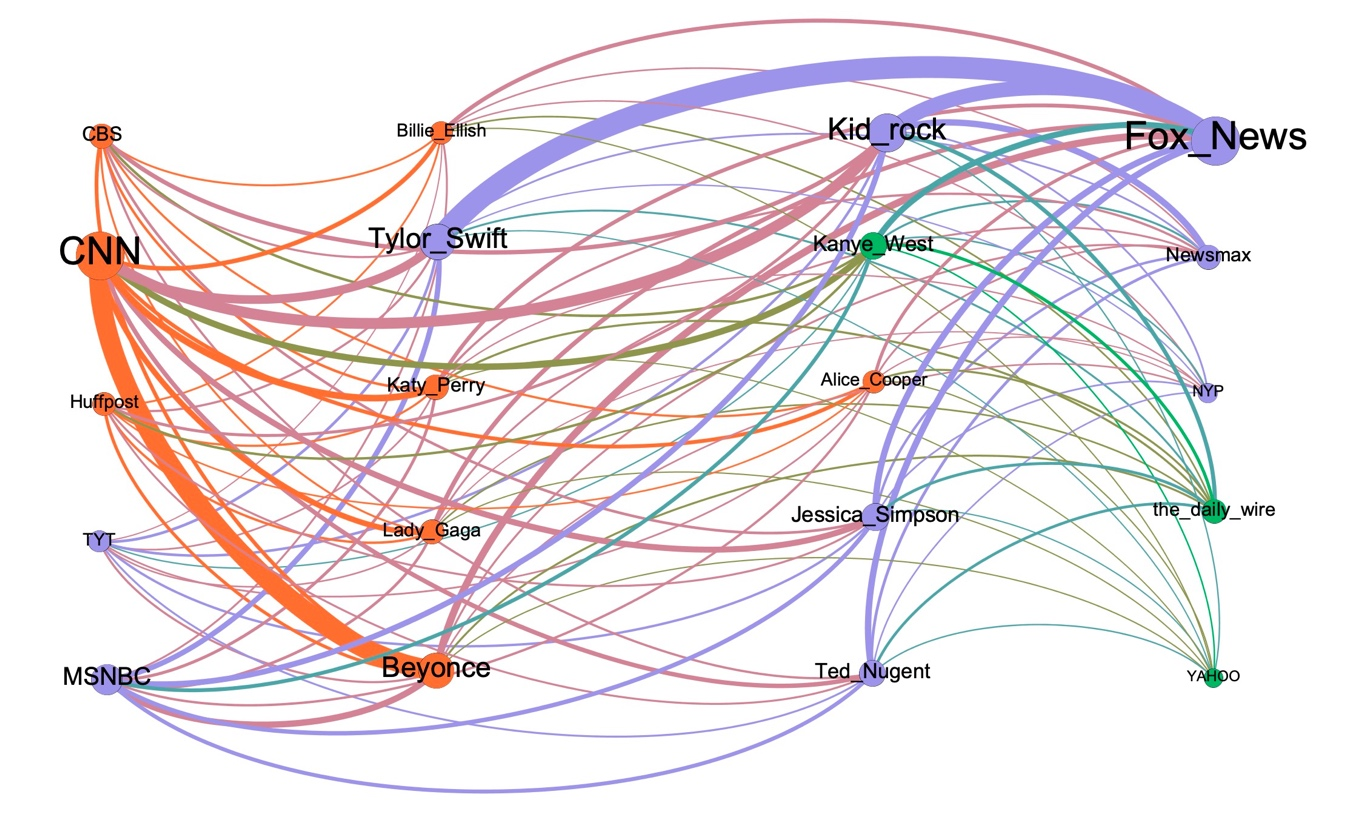 CBS
Billie_Ellish
Kid_rock
Fox_News
CNN
Tylor_Swift
Kanye_West
Newsmax
Huffpost
Katy_Perry
Alice_Cooper
NYP
TYT
Lady_Gaga
Jessica_Simpson
the_daily_wire
MSNBC
Beyonce
Ted_Nugent
YAHOO